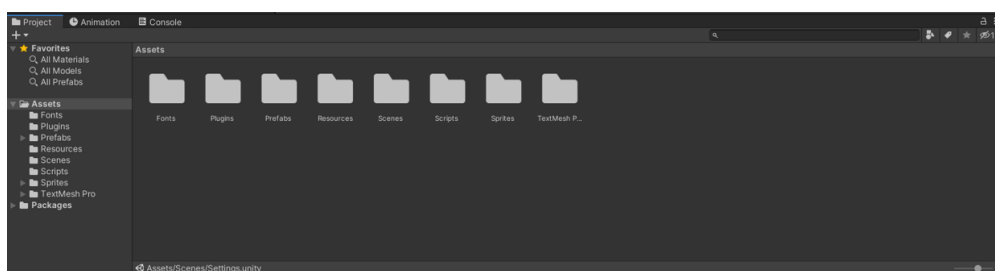 Project Animation Console
Favorites
All Materials
All Models
All Prefabs
Assets
Fonts
Plugins
Prefabs
Resources
Scenes
Scripts
Sprites
TextMesh Pro
Packages
1
Assets
Fonts Plugins Prefabs Resources Scenes Scripts Sprites TextMesh P...
Assets/Scenes/Settings.unity